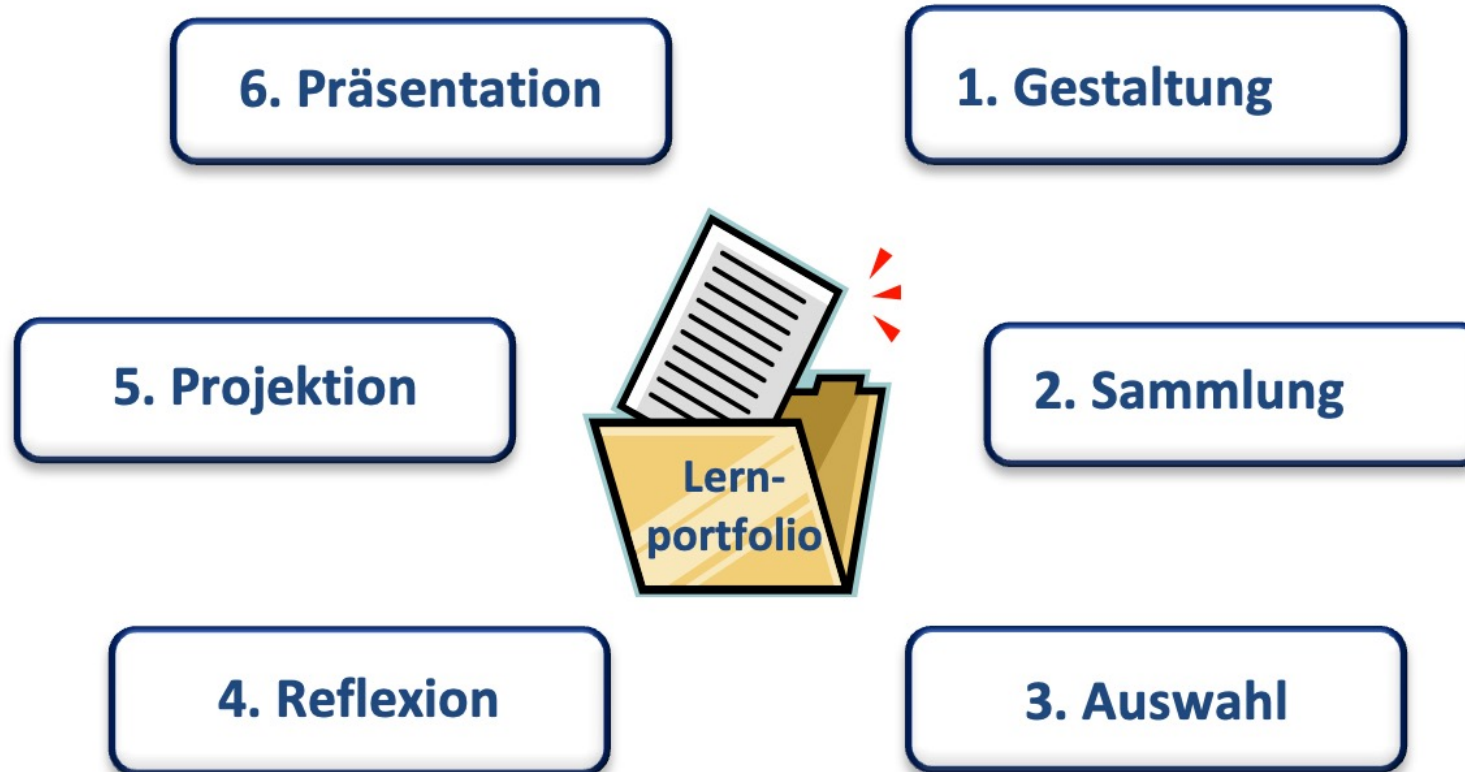 6. Präsentation
1. Gestaltung
5. Projektion
2. Sammlung
Lern-
portfolio
4. Reflexion
3. Auswahl